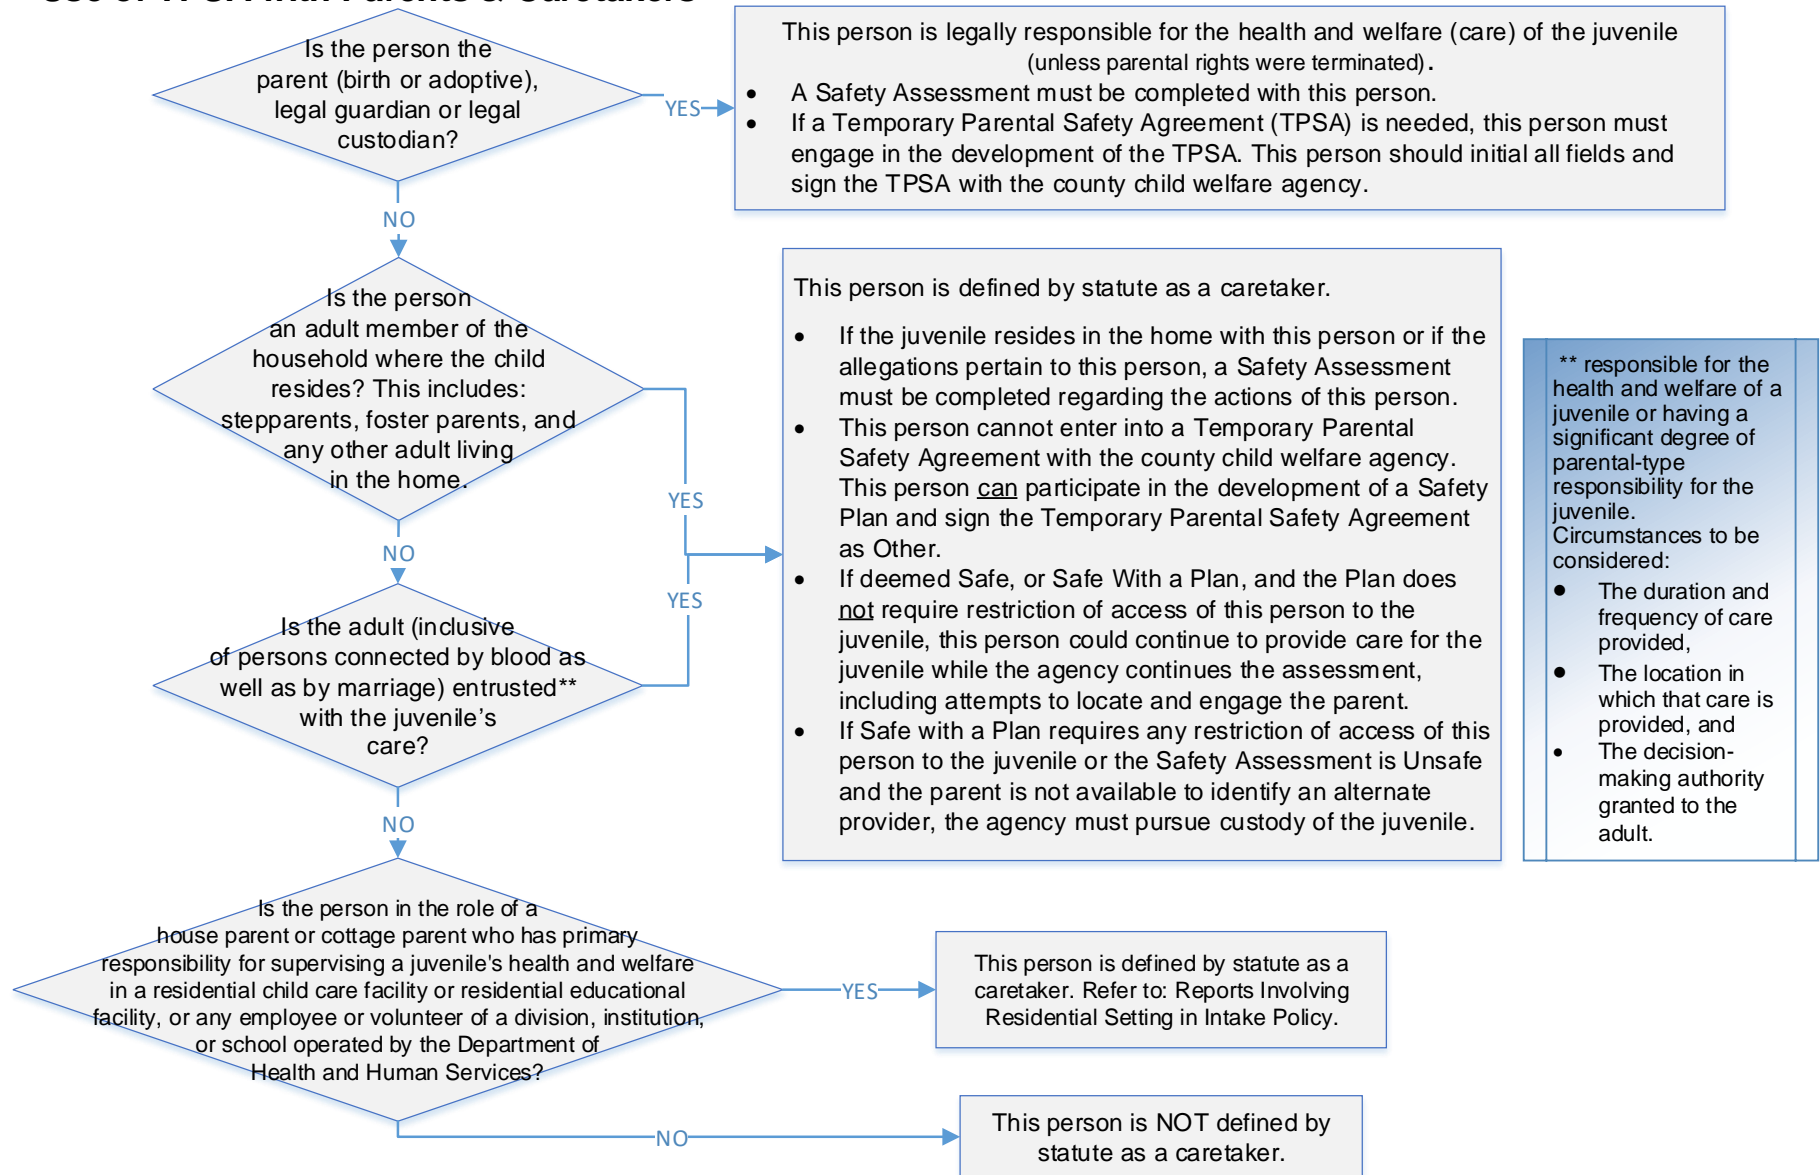 Is the person the
parent (birth or adoptive),
legal guardian or legal
custodian?
YES
This person is legally responsible for the health and welfare (care) of the juvenile
(unless parental rights were terminated).
• A Safety Assessment must be completed with this person.
• If a Temporary Parental Safety Agreement (TPSA) is needed, this person must
engage in the development of the TPSA. This person should initial all fields and
sign the TPSA with the county child welfare agency.
NO
Is the person
an adult member of the
household where the child
resides? This includes:
stepparents, foster parents, and
any other adult living
in the home.
YES
NO
Is the adult (inclusive
of persons connected by blood as
well as by marriage) entrusted**
with the juvenile’s
care?
YES
This person is defined by statute as a caretaker.
• If the juvenile resides in the home with this person or if the
allegations pertain to this person, a Safety Assessment
must be completed regarding the actions of this person.
• This person cannot enter into a Temporary Parental
Safety Agreement with the county child welfare agency.
This person can participate in the development of a Safety
Plan and sign the Temporary Parental Safety Agreement
as Other.
• If deemed Safe, or Safe With a Plan, and the Plan does
not require restriction of access of this person to the
juvenile, this person could continue to provide care for the
juvenile while the agency continues the assessment,
including attempts to locate and engage the parent.
• If Safe with a Plan requires any restriction of access of this
person to the juvenile or the Safety Assessment is Unsafe
and the parent is not available to identify an alternate
provider, the agency must pursue custody of the juvenile.
** responsible for the
health and welfare of a
juvenile or having a
significant degree of
parental-type
responsibility for the
juvenile.
Circumstances to be
considered:
• The duration and
frequency of care
provided,
• The location in
which that care is
provided, and
• The decision-
making authority
granted to the
adult.
NO
Is the person in the role of a
house parent or cottage parent who has primary
responsibility for supervising a juvenile's health and welfare
in a residential child care facility or residential educational
facility, or any employee or volunteer of a division, institution,
or school operated by the Department of
Health and Human Services?
YES
This person is defined by statute as a
caretaker. Refer to: Reports Involving
Residential Setting in Intake Policy.
NO
This person is NOT defined by
statute as a caretaker.